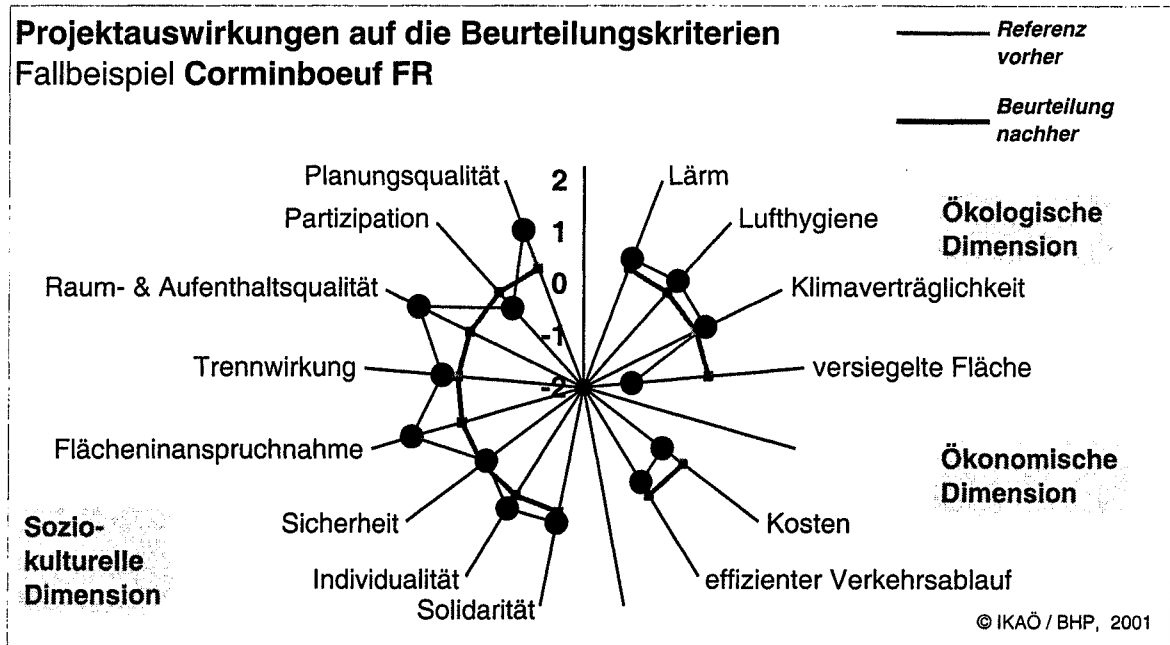 Projektauswirkungen auf die Beurteilungskriterien
Fallbeispiel Corminboeuf FR
Referenz
vorher
Beurteilung
nachher
Planungsqualität
Partizipation
Raum- & Aufenthaltsqualität
Trennwirkung
Flächeninanspruchnahme
Sicherheit
Individualität
Solidarität
Sozio-
kulturelle
Dimension
2
1
0
-1
-2
Lärm
Lufthygiene
Klimaverträglichkeit
versiegelte Fläche
Ökologische
Dimension
Ökonomische
Dimension
Kosten
effizienter Verkehrsablauf
© IKAÖ / BHP, 2001